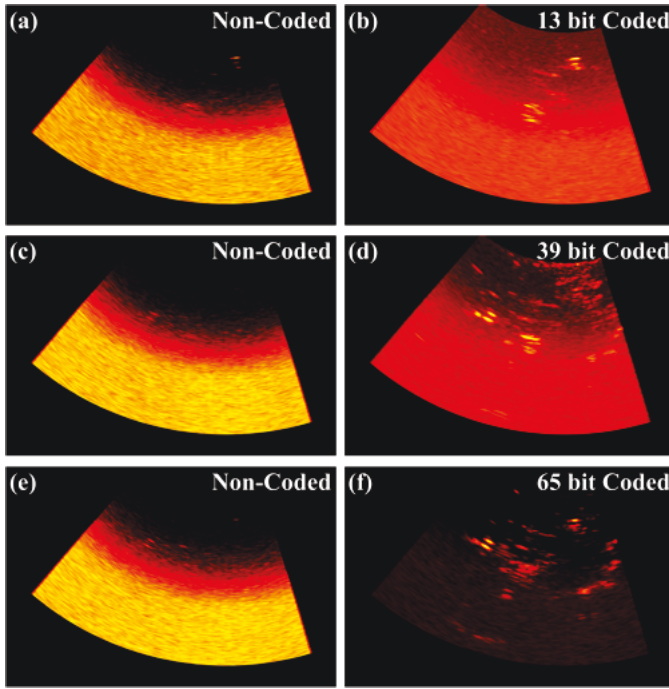 (a) Non-Coded
(b) 13 bit Coded
(c) Non-Coded
(d) 39 bit Coded
(e) Non-Coded
(f) 65 bit Coded